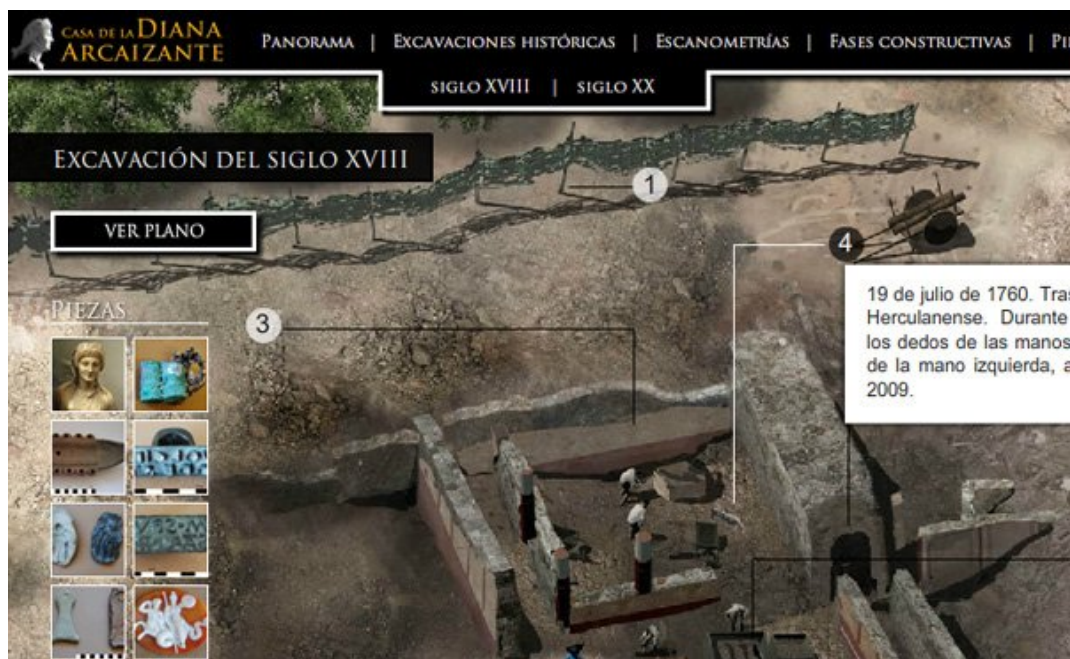 CASA DE LA DIANA
ARCAIZANTE
PANORAMA | EXCAVACIONES HISTÓRICAS | ESCANOMETRÍAS | FASES CONSTRUCTIVAS |
SIGLO XVIII | SIGLO XX
EXCAVACIÓN DEL SIGLO XVIII
1
VER PLANO
4
19 de julio de 1760. Tras
Herculanense. Durante
los dedos de las manos
de la mano izquierda, a
2009.
PIEZAS
3